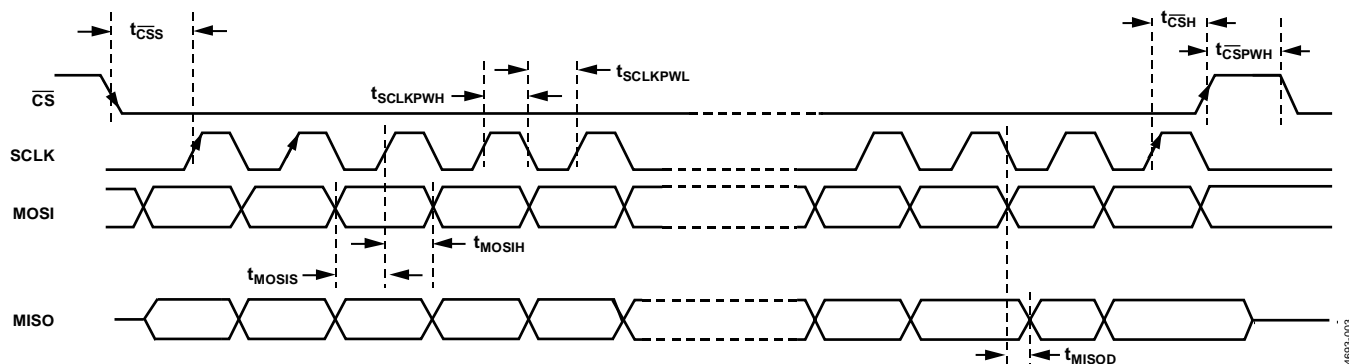 tCSS
tCSH
tCSPWH
tSCLKPWL
tSCLKPWH
CS
SCLK
MOSI
tMOSIH
tMOSIS
MISO
tMISOD